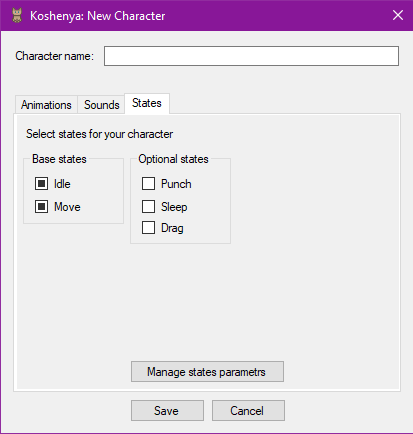 Koshenya: New Character
Character name:
Animations Sounds States
Select states for your character
Base states Optional states
Idle Punch
Move Sleep
Drag
Manage states parametrs
Save Cancel